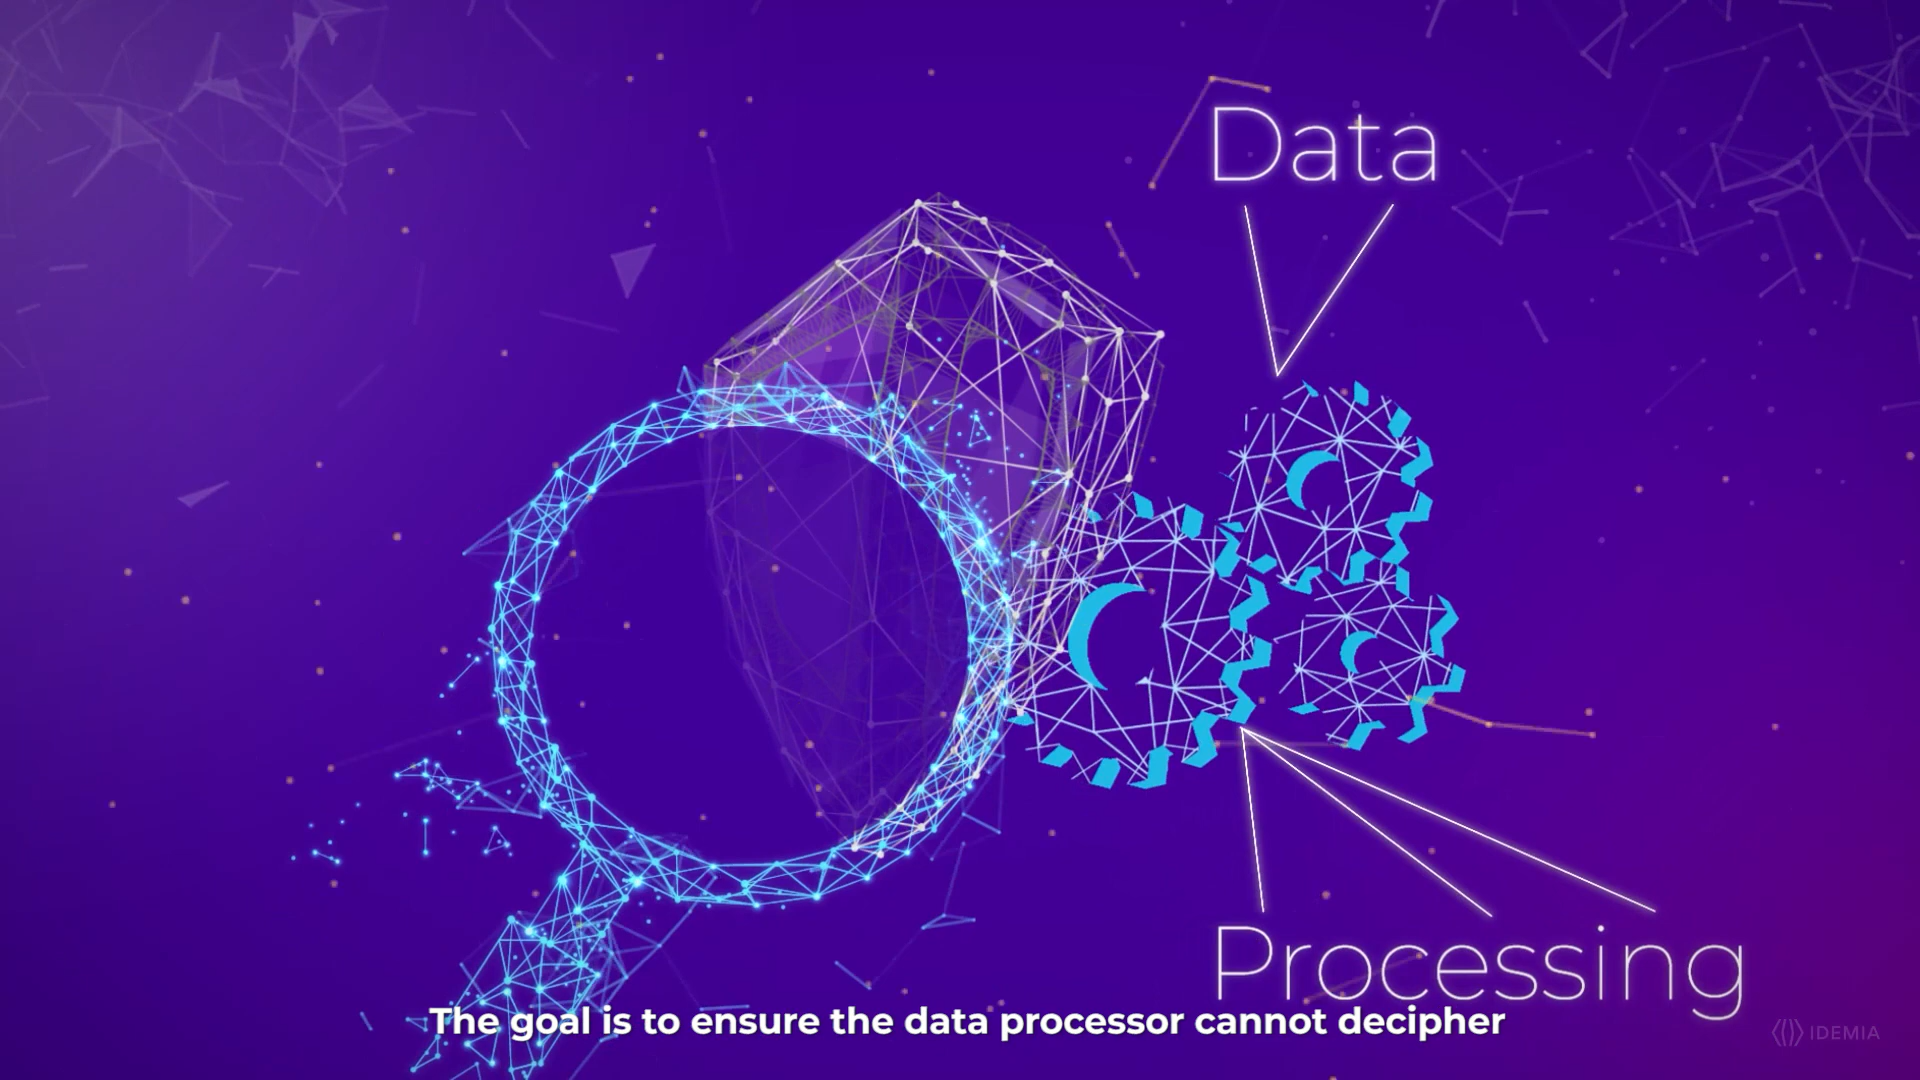 Data
Processing
The goal is to ensure the data processor cannot decipher
IDEMIA